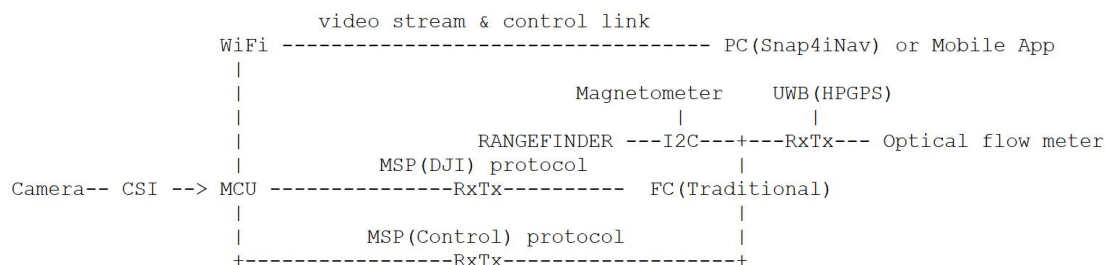 video stream & control link
WiFi ----------------------------------- PC(Snap4iNav) or Mobile App
|
| Magnetometer UWB(HPGPS)
| | |
| RANGEFINDER ---I2C---+---RxTx--- Optical flow meter
| MSP(DJI) protocol |
Camera-- CSI --> MCU ---------------RxTx---------- FC(Traditional)
| |
| MSP(Control) protocol |
+-----------------RxTx-------------------+